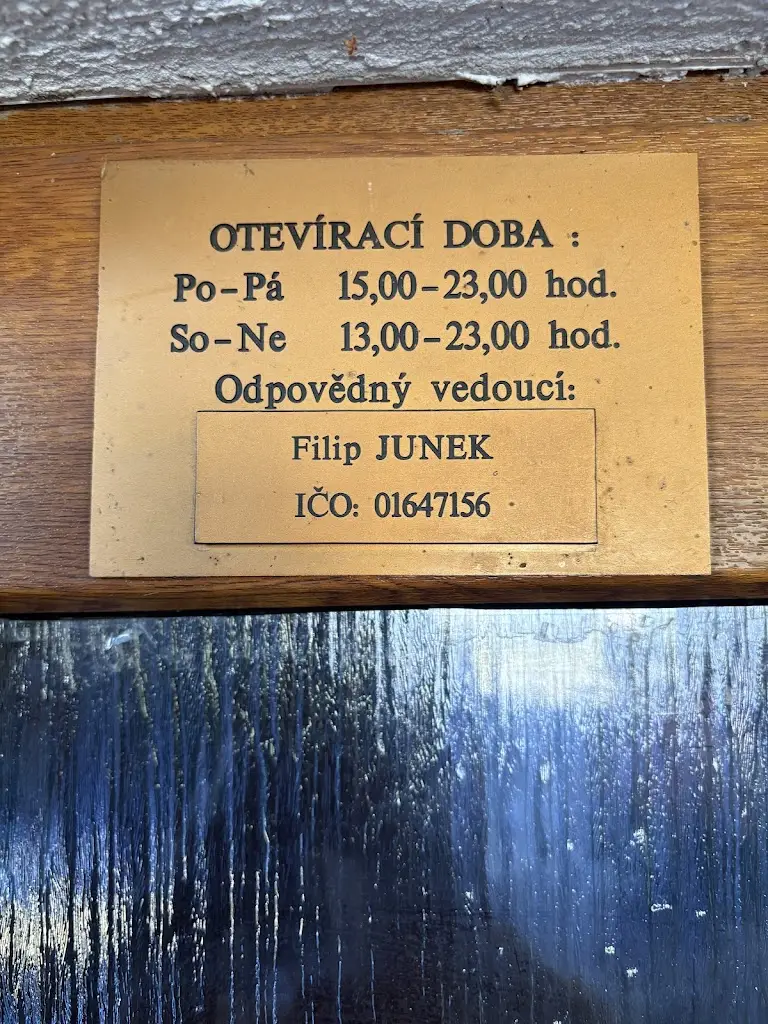 OTEVÍRACÍ DOBA :
Po-Pá 15,00-23,00 hod.
So-Ne 13,00-23,00 hod.
Odpovědný vedoucí:
Filip JUNEK
IČO: 01647156